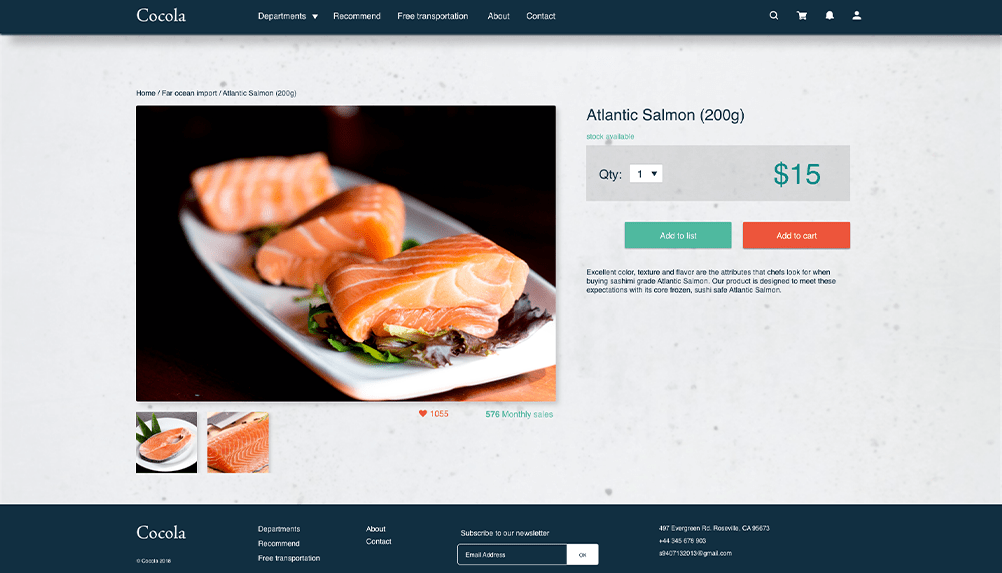 Cocola
Departments ▼ Recommend Free transportation About Contact
Home / Far ocean import / Atlantic Salmon (200g)
Atlantic Salmon (200g)
stock available
Qty: 1 ▼ $15
Add to list Add to cart
Excellent color, texture and flavor are the attributes that chefs look for when
buying sashimi grade Atlantic Salmon. Our product is designed to meet these
expectations with its core frozen, sushi safe Atlantic Salmon.
1055 576 Monthly sales
Cocola
© Cocola 2016
Departments
Recommend
Free transportation
About
Contact
Subscribe to our newsletter
Email Address OK
497 Evergreen Rd. Roseville. CA 95673
+44 345 678 903
s9407132013@gmail.com